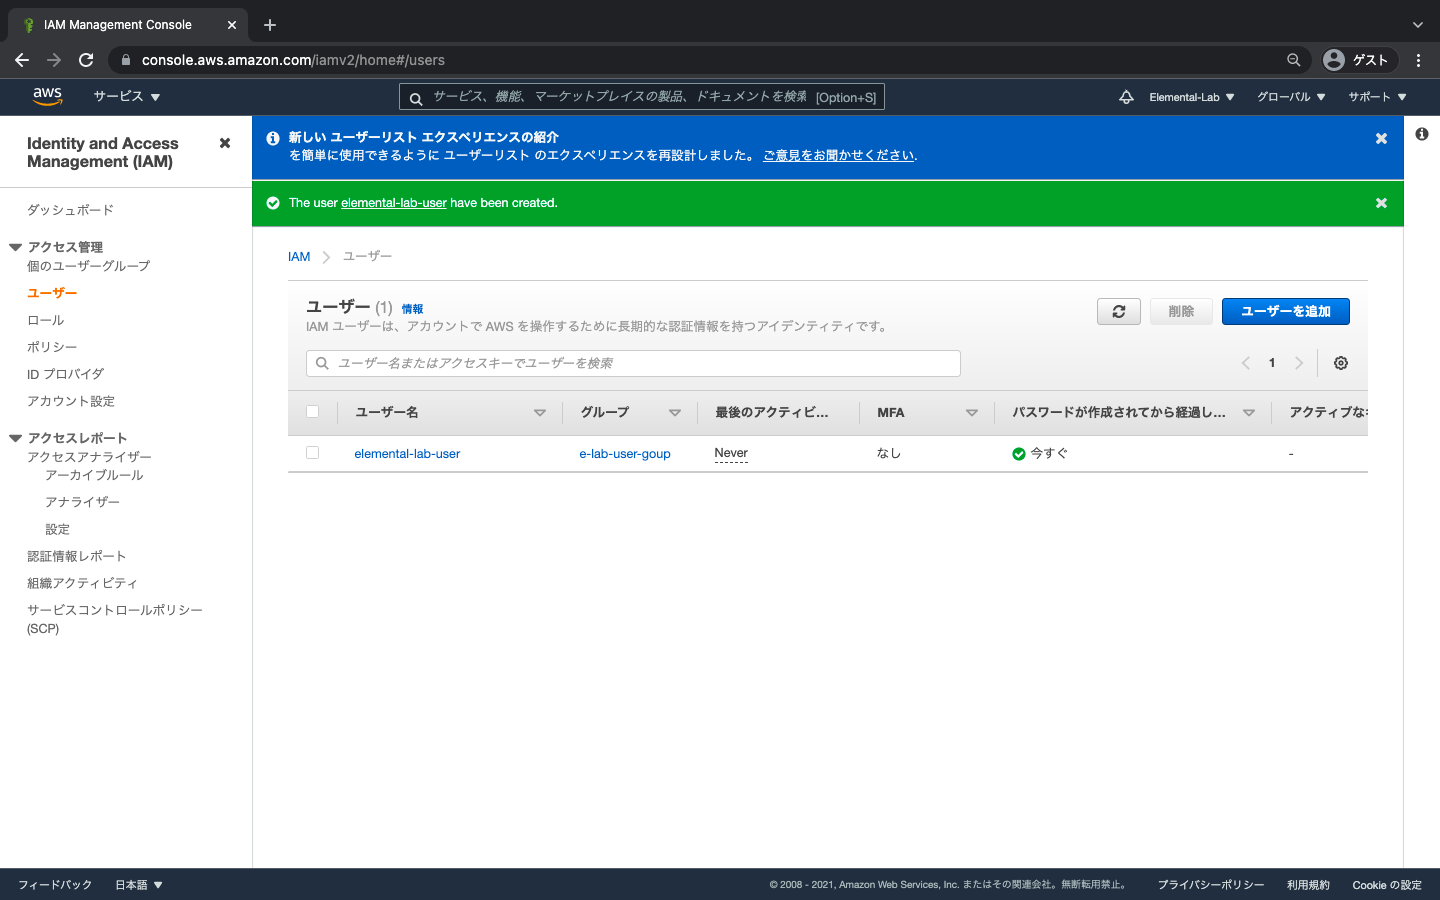 IAM Management Console
console.aws.amazon.com/iamv2/home#/users
ゲスト
aws
サービス
サービス、機能、マーケットプレイスの製品、ドキュメントを検索 [Option+S]
Elemental-Lab
グローバル
サポート
Identity and Access
Management (IAM)
ダッシュボード
アクセス管理
個のユーザーグループ
ユーザー
ロール
ポリシー
ID プロバイダ
アカウント設定
アクセスレポート
アクセスアナライザー
アーカイブルール
アナライザー
設定
認証情報レポート
組織アクティビティ
サービスコントロールポリシー
(SCP)
新しい ユーザーリスト エクスペリエンスの紹介
を簡単に使用できるように ユーザーリスト のエクスペリエンスを再設計しました。 ご意見をお聞かせください.
The user elemental-lab-user have been created.
IAM
ユーザー
ユーザー (1) 情報
IAM ユーザーは、アカウントで AWS を操作するために長期的な認証情報を持つアイデンティティです。
削除
ユーザーを追加
ユーザー名またはアクセスキーでユーザーを検索
1
ユーザー名 グループ 最後のアクティビ... MFA パスワードが作成されてから経過し... アクティブな
elemental-lab-user e-lab-user-goup Never なし 今すぐ -
フィードバック
日本語
© 2008 - 2021, Amazon Web Services, Inc. またはその関連会社。無断転用禁止。
プライバシーポリシー
利用規約
Cookie の設定